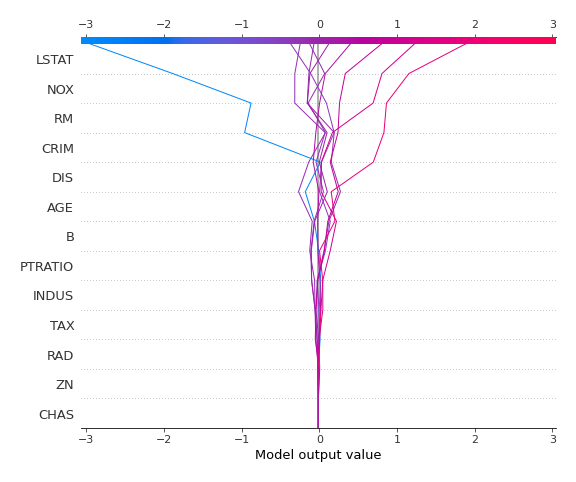 −3 −2 −1 0 1 2 3
LSTAT
NOX
RM
CRIM
DIS
AGE
B
PTRATIO
INDUS
TAX
RAD
ZN
CHAS
−3 −2 −1 0 1 2 3
Model output value